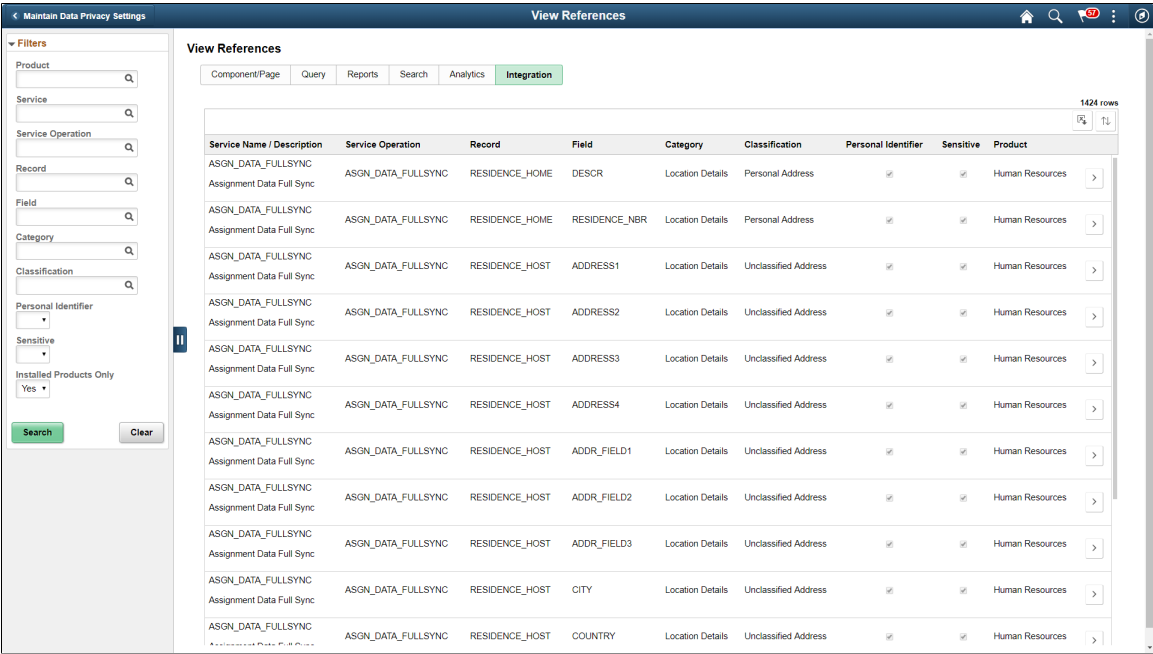 Maintain Data Privacy Settings
View References
57
Filters
Product
Service
Service Operation
Record
Field
Category
Classification
Personal Identifier
Sensitive
Installed Products Only
Yes
Search Clear
View References
Component/Page Query Reports Search Analytics Integration
1424 rows
Service Name / Description Service Operation Record Field Category Classification Personal Identifier Sensitive Product
ASGN_DATA_FULLSYNC
ASGN_DATA_FULLSYNC RESIDENCE_HOME DESCR Location Details Personal Address Human Resources
Assignment Data Full Sync
ASGN_DATA_FULLSYNC
ASGN_DATA_FULLSYNC RESIDENCE_HOME RESIDENCE_NBR Location Details Personal Address Human Resources
Assignment Data Full Sync
ASGN_DATA_FULLSYNC
ASGN_DATA_FULLSYNC RESIDENCE_HOST ADDRESS1 Location Details Unclassified Address Human Resources
Assignment Data Full Sync
ASGN_DATA_FULLSYNC
ASGN_DATA_FULLSYNC RESIDENCE_HOST ADDRESS2 Location Details Unclassified Address Human Resources
Assignment Data Full Sync
ASGN_DATA_FULLSYNC
ASGN_DATA_FULLSYNC RESIDENCE_HOST ADDRESS3 Location Details Unclassified Address Human Resources
Assignment Data Full Sync
ASGN_DATA_FULLSYNC
ASGN_DATA_FULLSYNC RESIDENCE_HOST ADDRESS4 Location Details Unclassified Address Human Resources
Assignment Data Full Sync
ASGN_DATA_FULLSYNC
ASGN_DATA_FULLSYNC RESIDENCE_HOST ADDR_FIELD1 Location Details Unclassified Address Human Resources
Assignment Data Full Sync
ASGN_DATA_FULLSYNC
ASGN_DATA_FULLSYNC RESIDENCE_HOST ADDR_FIELD2 Location Details Unclassified Address Human Resources
Assignment Data Full Sync
ASGN_DATA_FULLSYNC
ASGN_DATA_FULLSYNC RESIDENCE_HOST ADDR_FIELD3 Location Details Unclassified Address Human Resources
Assignment Data Full Sync
ASGN_DATA_FULLSYNC
ASGN_DATA_FULLSYNC RESIDENCE_HOST CITY Location Details Unclassified Address Human Resources
Assignment Data Full Sync
ASGN_DATA_FULLSYNC
ASGN_DATA_FULLSYNC RESIDENCE_HOST COUNTRY Location Details Unclassified Address Human Resources